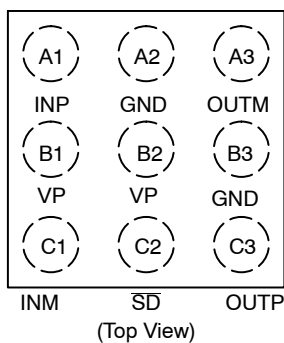 A1 A2 A3
INP GND OUTM
B1 B2 B3
VP VP GND
C1 C2 C3
INM SD OUTP
(Top View)